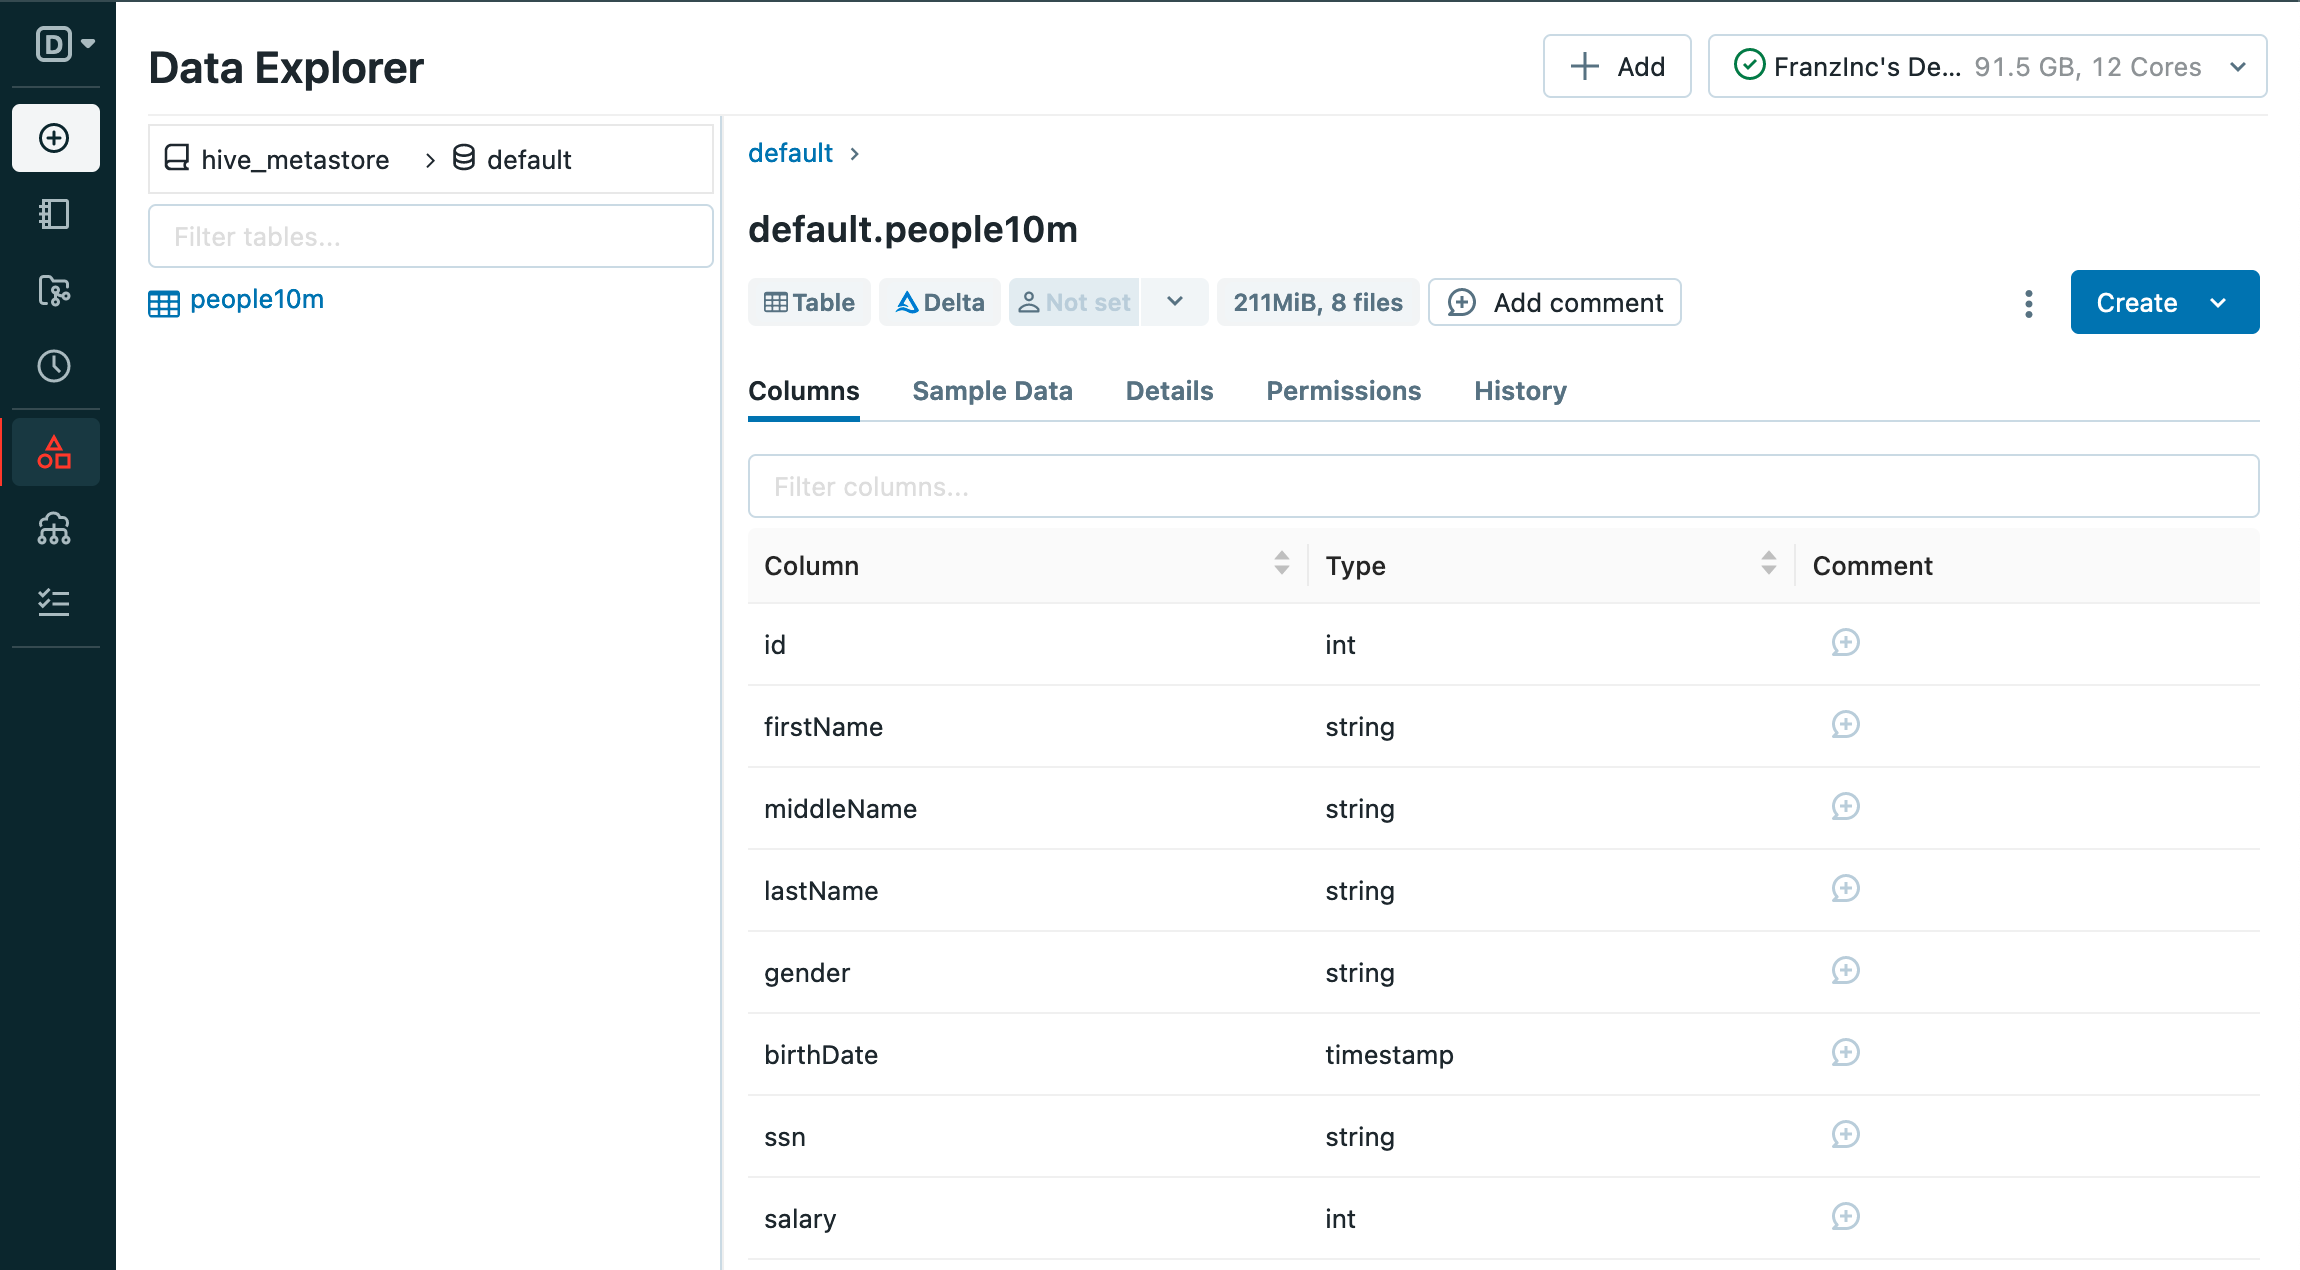 D
Data Explorer
Add
FranzInc's De... 91.5 GB, 12 Cores
hive_metastore > default
Filter tables...
people10m
default >
default.people10m
Table
Delta
Not set
211MiB, 8 files
Add comment
Create
Columns Sample Data Details Permissions History
Filter columns...
Column Type Comment
id int
firstName string
middleName string
lastName string
gender string
birthDate timestamp
ssn string
salary int